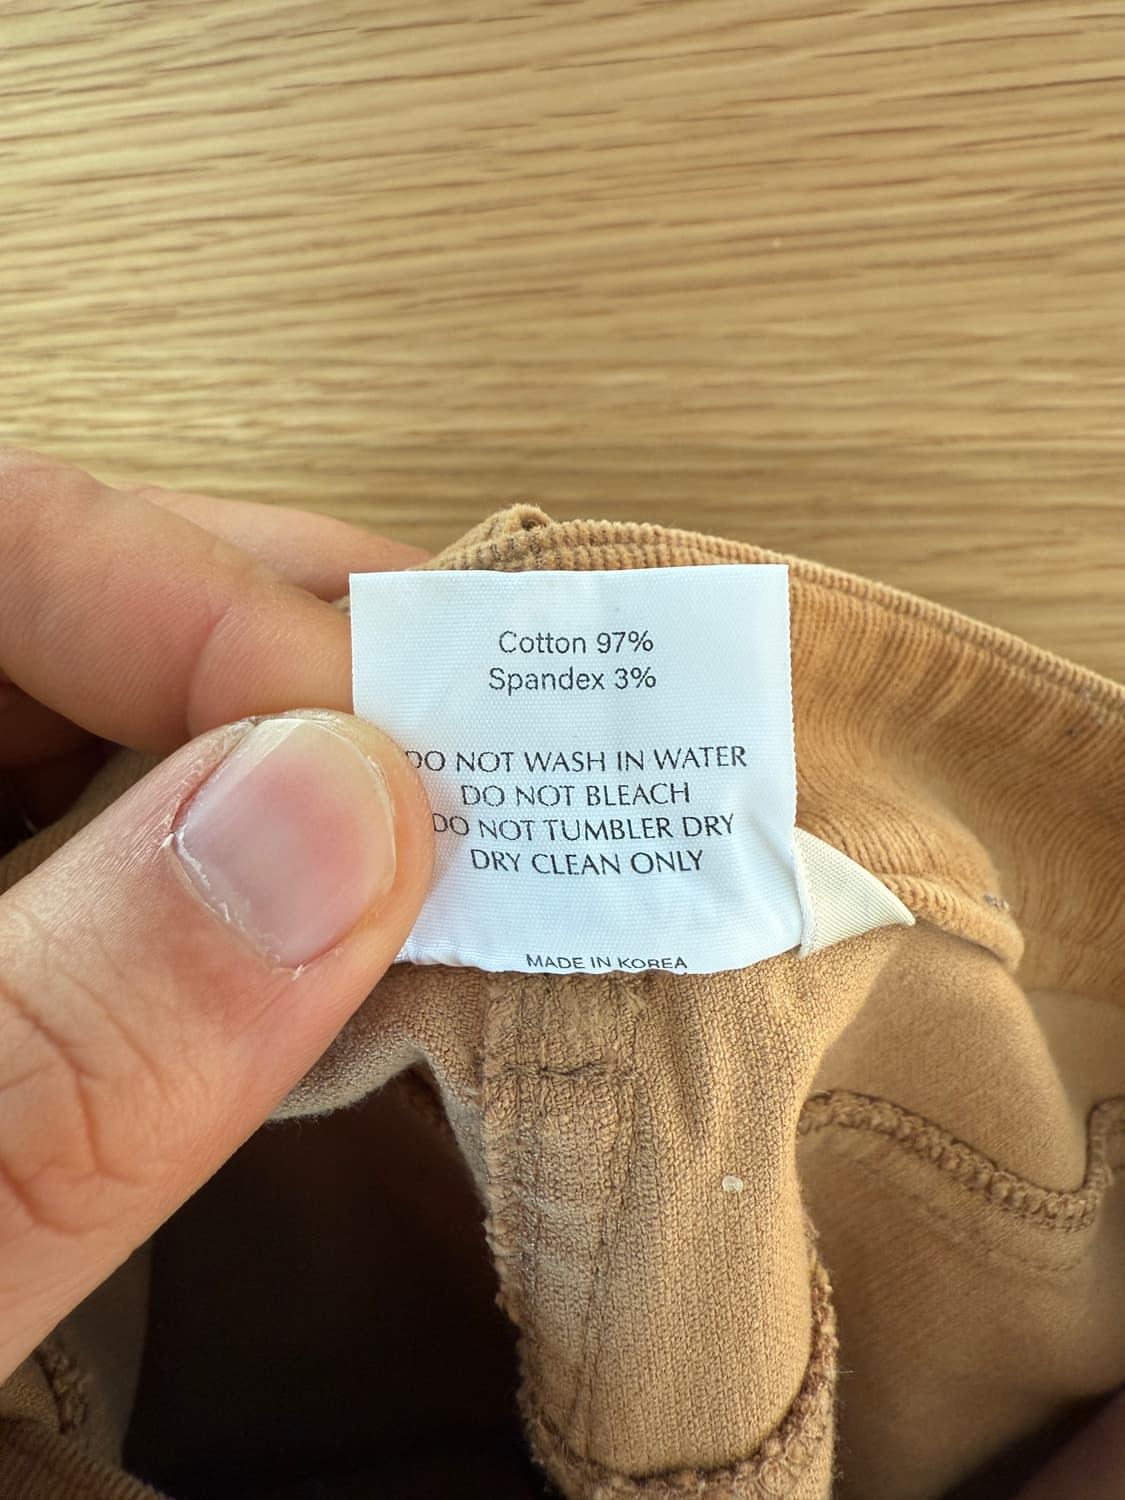 Cotton 97%
Spandex 3%
DO NOT WASH IN WATER
DO NOT BLEACH
DO NOT TUMBLER DRY
DRY CLEAN ONLY
MADE IN KOREA